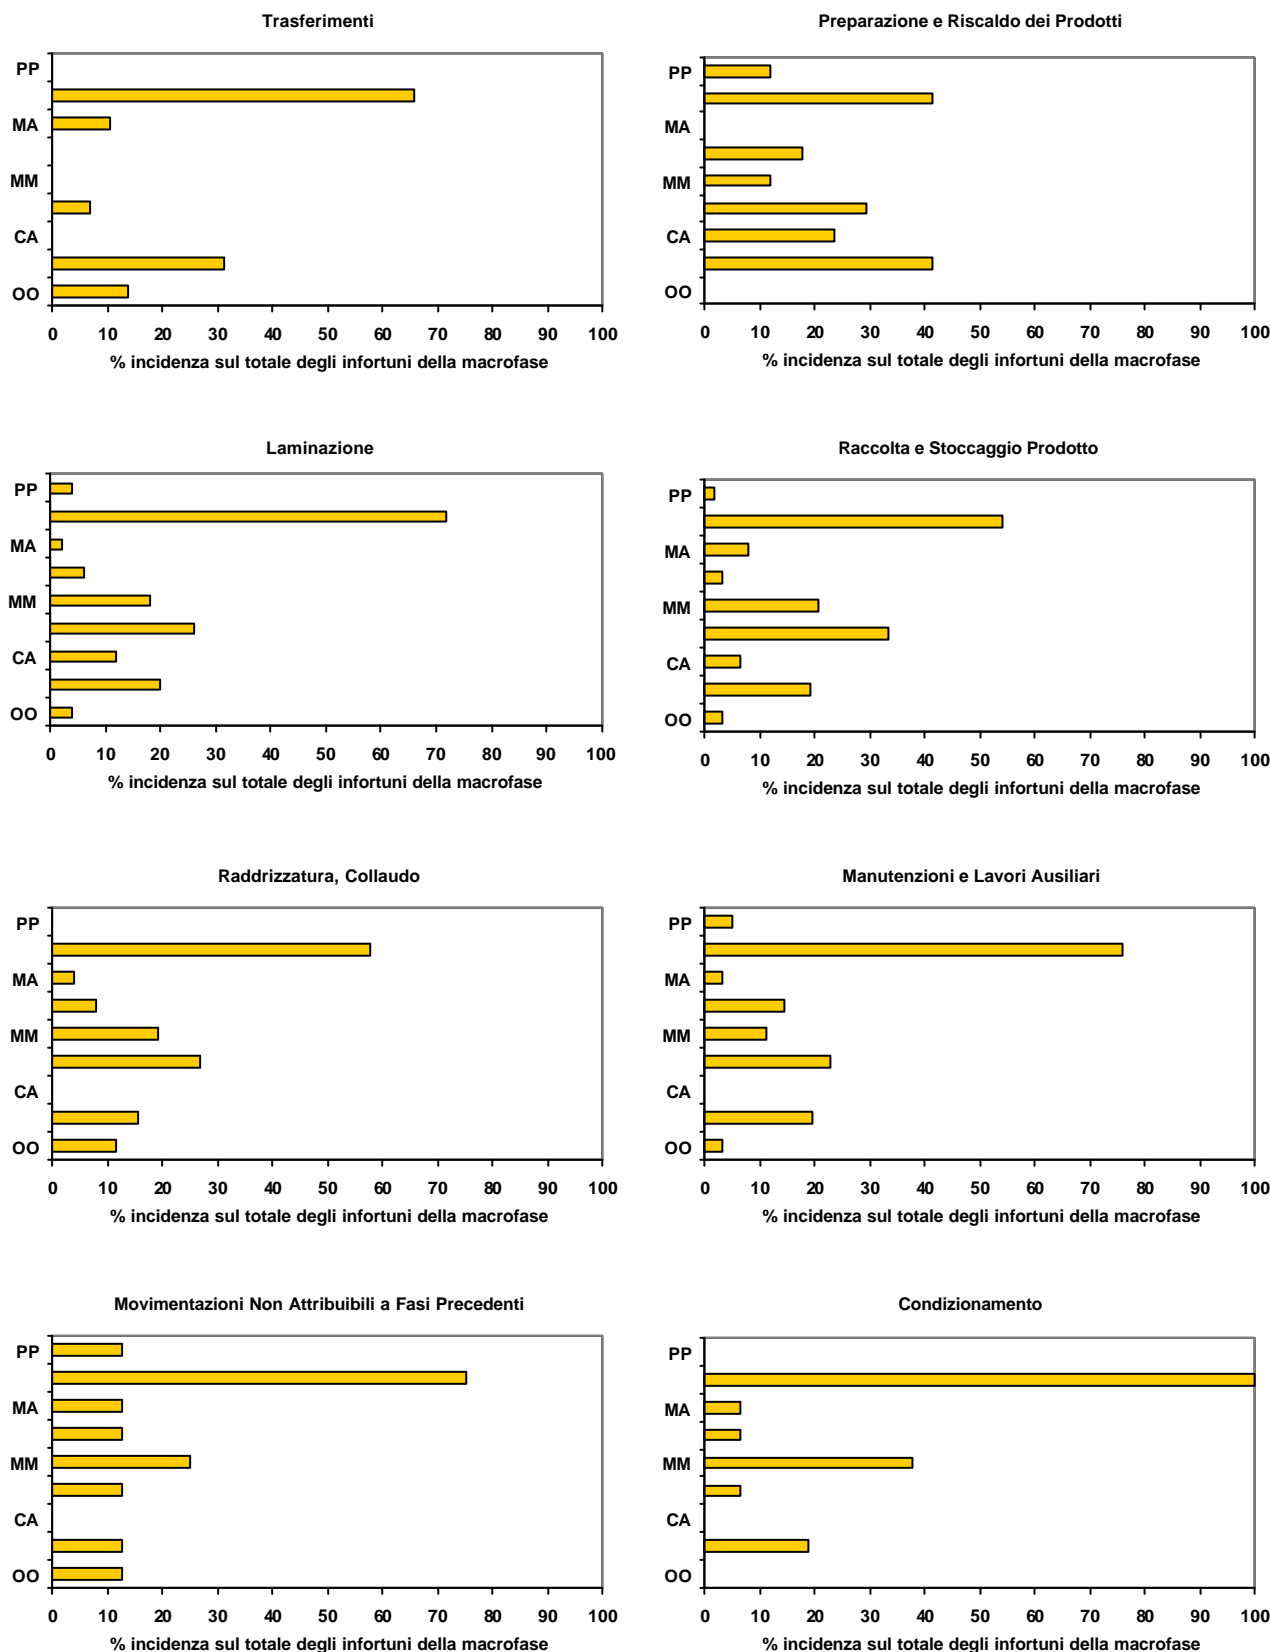 Trasferimenti
PP
MA
MM
CA
OO
0 10 20 30 40 50 60 70 80 90 100
% incidenza sul totale degli infortuni della macrofase
Preparazione e Riscaldo dei Prodotti
PP
MA
MM
CA
OO
0 10 20 30 40 50 60 70 80 90 100
% incidenza sul totale degli infortuni della macrofase
Laminazione
PP
MA
MM
CA
OO
0 10 20 30 40 50 60 70 80 90 100
% incidenza sul totale degli infortuni della macrofase
Raccolta e Stoccaggio Prodotto
PP
MA
MM
CA
OO
0 10 20 30 40 50 60 70 80 90 100
% incidenza sul totale degli infortuni della macrofase
Raddrizzatura, Collaudo
PP
MA
MM
CA
OO
0 10 20 30 40 50 60 70 80 90 100
% incidenza sul totale degli infortuni della macrofase
Manutenzioni e Lavori Ausiliari
PP
MA
MM
CA
OO
0 10 20 30 40 50 60 70 80 90 100
% incidenza sul totale degli infortuni della macrofase
Movimentazioni Non Attribuibili a Fasi Precedenti
PP
MA
MM
CA
OO
0 10 20 30 40 50 60 70 80 90 100
% incidenza sul totale degli infortuni della macrofase
Condizionamento
PP
MA
MM
CA
OO
0 10 20 30 40 50 60 70 80 90 100
% incidenza sul totale degli infortuni della macrofase